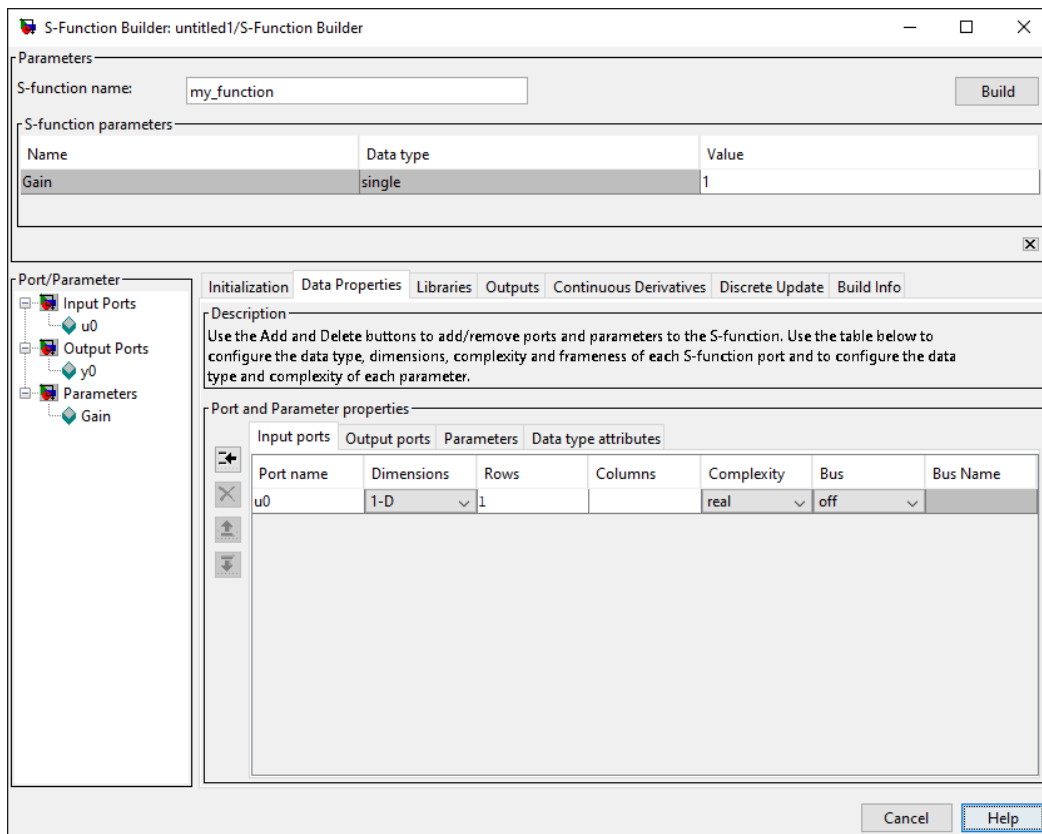 S-Function Builder: untitled1/S-Function Builder
Parameters
S-function name: my_function Build
S-function parameters
Name Data type Value
Gain single 1
Port/Parameter
Input Ports
u0
Output Ports
y0
Parameters
Gain
Initialization Data Properties Libraries Outputs Continuous Derivatives Discrete Update Build Info
Description
Use the Add and Delete buttons to add/remove ports and parameters to the S-function. Use the table below to
configure the data type, dimensions, complexity and frameness of each S-function port and to configure the data
type and complexity of each parameter.
Port and Parameter properties
Input ports Output ports Parameters Data type attributes
Port name Dimensions Rows Columns Complexity Bus Bus Name
u0 1-D 1 real off
Cancel Help